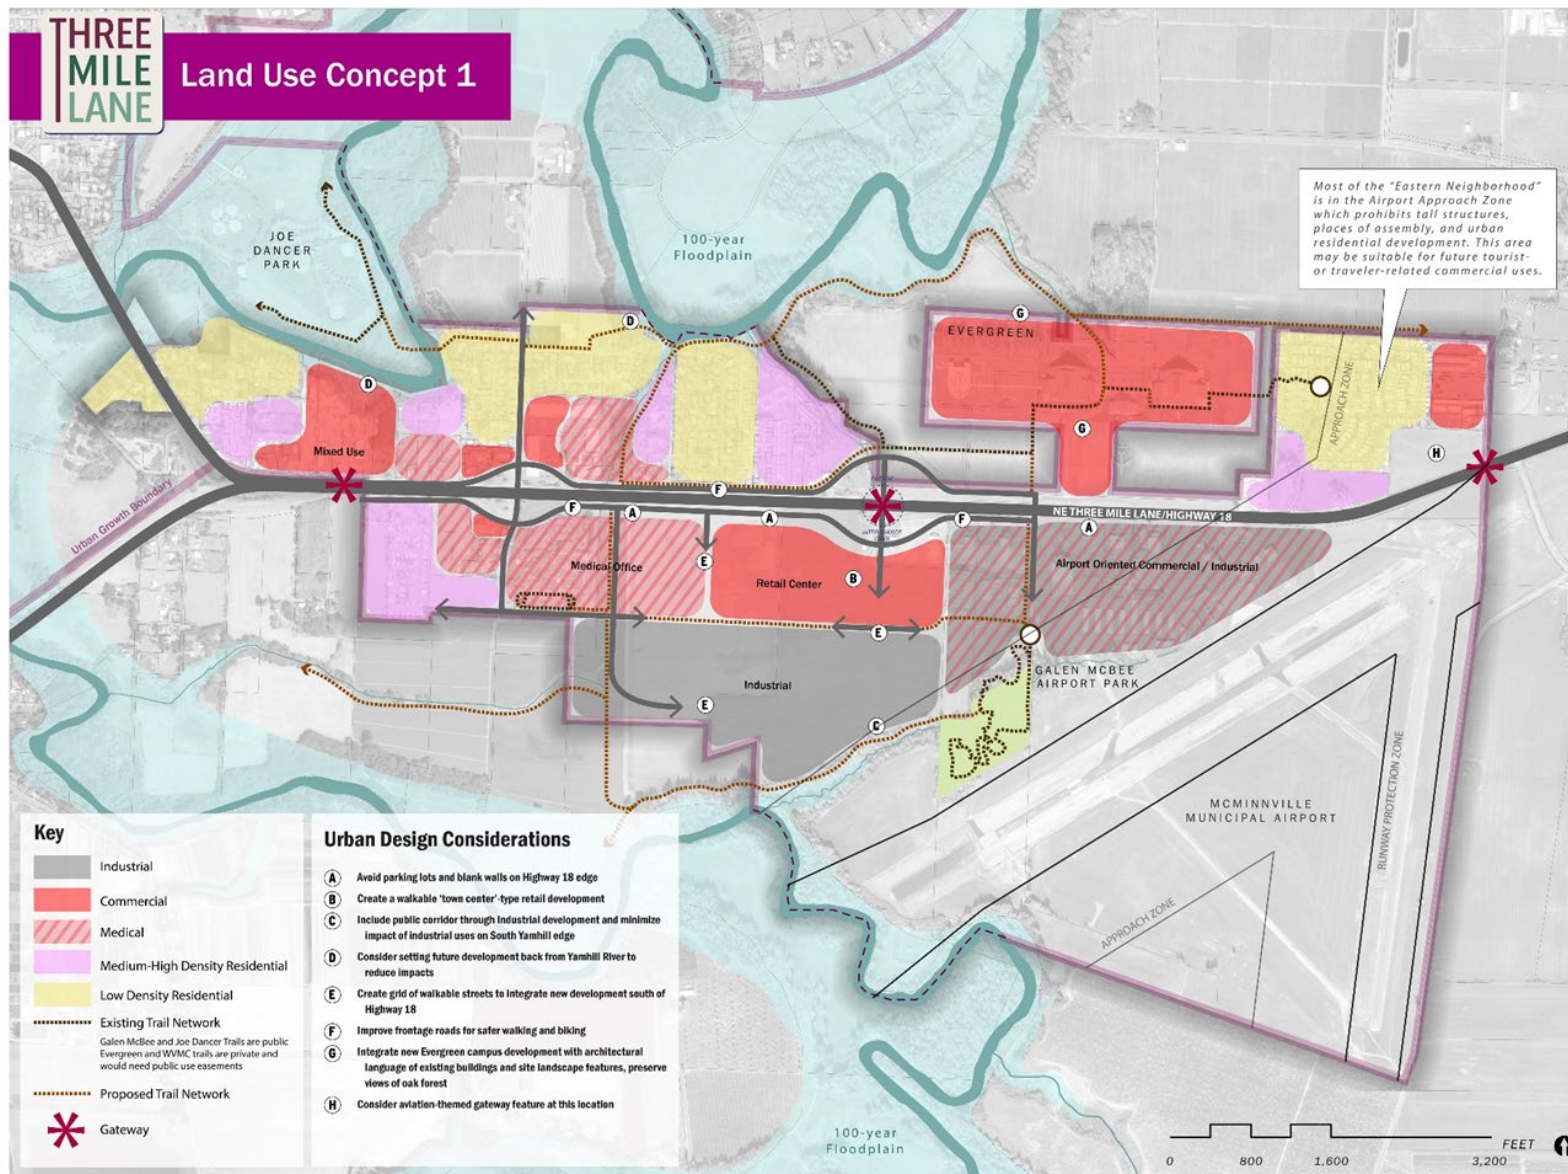 THREE
MILE
LANE
Land Use Concept 1
Most of the "Eastern Neighborhood"
is in the Airport Approach Zone
which prohibits tall structures,
places of assembly, and urban
residential development. This area
may be suitable for future tourist-
or traveler-related commercial uses.
JOE
DANCER
PARK
100-year
Floodplain
G
EVERGREEN
D
D
APPROACH ZONE
G
H
Mixed Use
Urban Growth Boundary
F
F
A
A
F
NE THREE MILE LANE/HIGHWAY 18
A
Medical Office
E
Retail Center
B
Airport Oriented Commercial / Industrial
E
GALEN MCBEE
AIRPORT PARK
Industrial
E
C
MCMINNVILLE
MUNICIPAL AIRPORT
RUNWAY PROTECTION ZONE
APPROACH ZONE
Key
Industrial
Commercial
Medical
Medium-High Density Residential
Low Density Residential
Existing Trail Network
Galen McBee and Joe Dancer Trails are public
Evergreen and WVMC trails are private and
would need public use easements
Proposed Trail Network
Gateway
Urban Design Considerations
A Avoid parking lots and blank walls on Highway 18 edge
B Create a walkable 'town center'-type retail development
C Include public corridor through Industrial development and minimize
impact of industrial uses on South Yamhill edge
D Consider setting future development back from Yamhill River to
reduce impacts
E Create grid of walkable streets to integrate new development south of
Highway 18
F Improve frontage roads for safer walking and biking
G Integrate new Evergreen campus development with architectural
language of existing buildings and site landscape features, preserve
views of oak forest
H Consider aviation-themed gateway feature at this location
100-year
Floodplain
FEET
0 800 1,600 3,200